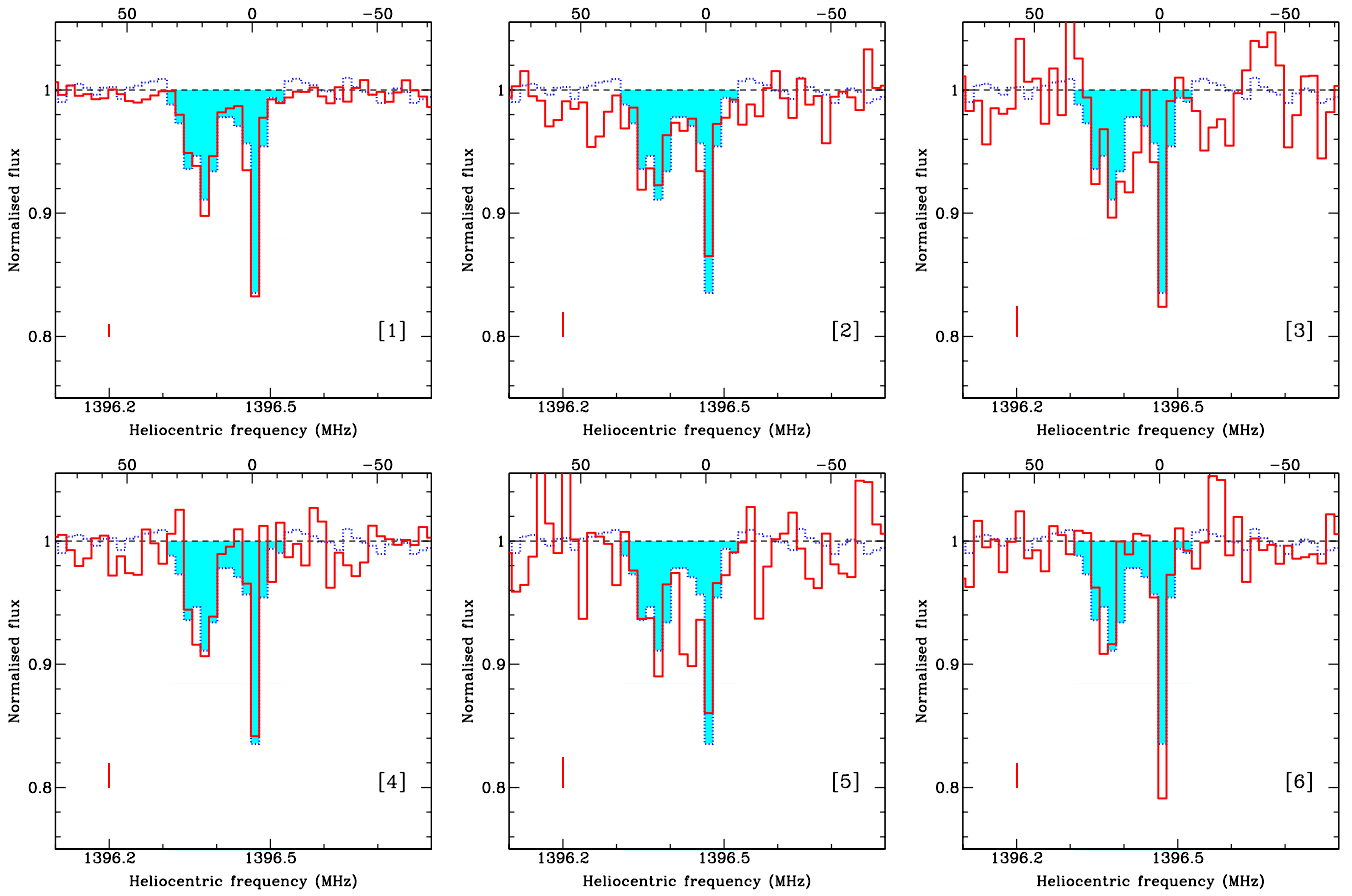 50 0 −50
50 0 −50
50 0 −50
1
1
1
0.9
0.9
0.9
0.8
0.8
0.8
Normalised flux
Normalised flux
Normalised flux
[1]
[2]
[3]
1396.2 1396.5
1396.2 1396.5
1396.2 1396.5
Heliocentric frequency (MHz)
Heliocentric frequency (MHz)
Heliocentric frequency (MHz)
50 0 −50
50 0 −50
50 0 −50
1
1
1
0.9
0.9
0.9
0.8
0.8
0.8
Normalised flux
Normalised flux
Normalised flux
[4]
[5]
[6]
1396.2 1396.5
1396.2 1396.5
1396.2 1396.5
Heliocentric frequency (MHz)
Heliocentric frequency (MHz)
Heliocentric frequency (MHz)